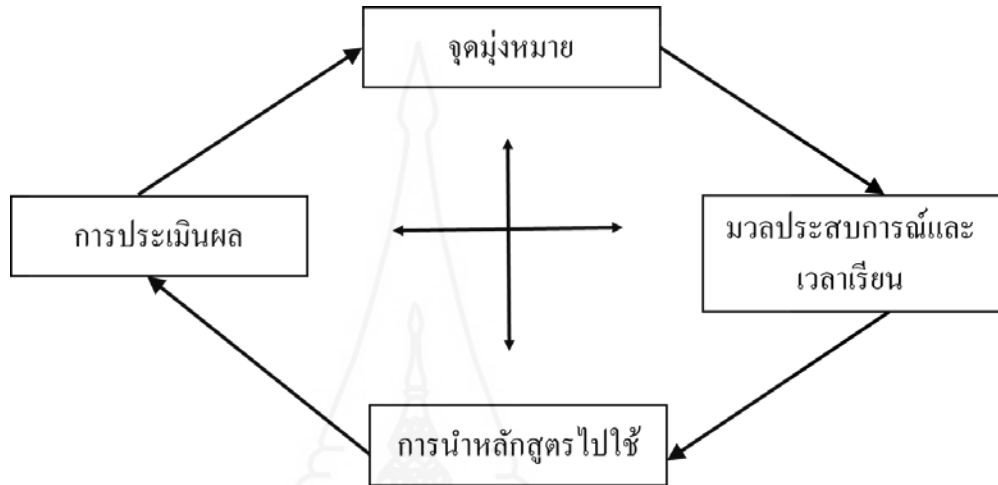 จุดมุ่งหมาย
การประเมินผล
มวลประสบการณ์และ
เวลาเรียน
การนำหลักสูตรไปใช้